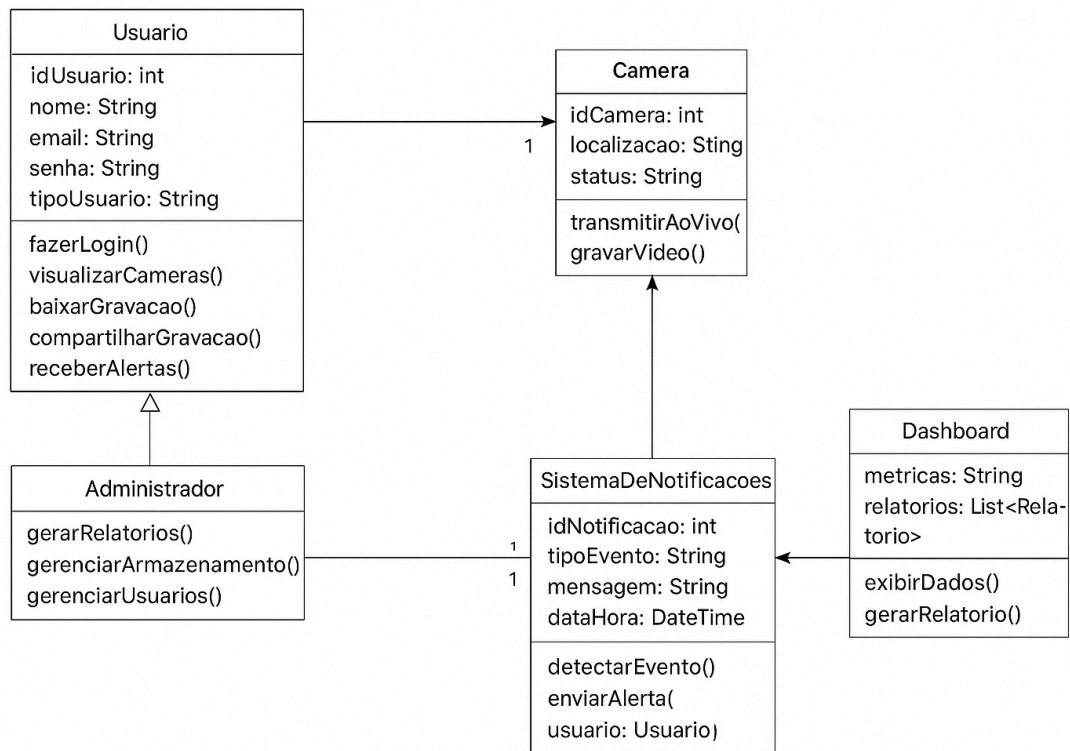 Usuario
idUsuario: int
nome: String
email: String
senha: String
tipoUsuario: String
fazerLogin()
visualizarCameras()
baixarGravacao()
compartilharGravacao()
receberAlertas()
1
Camera
idCamera: int
localizacao: Sting
status: String
transmitirAoVivo(
gravarVideo()
Administrador
gerarRelatorios()
gerenciarArmazenamento()
gerenciarUsuarios()
1
1
SistemaDeNotificacoes
idNotificacao: int
tipoEvento: String
mensagem: String
dataHora: DateTime
detectarEvento()
enviarAlerta(
usuario: Usuario)
Dashboard
metricas: String
relatorios: List<Rela-
torio>
exibirDados()
gerarRelatorio()